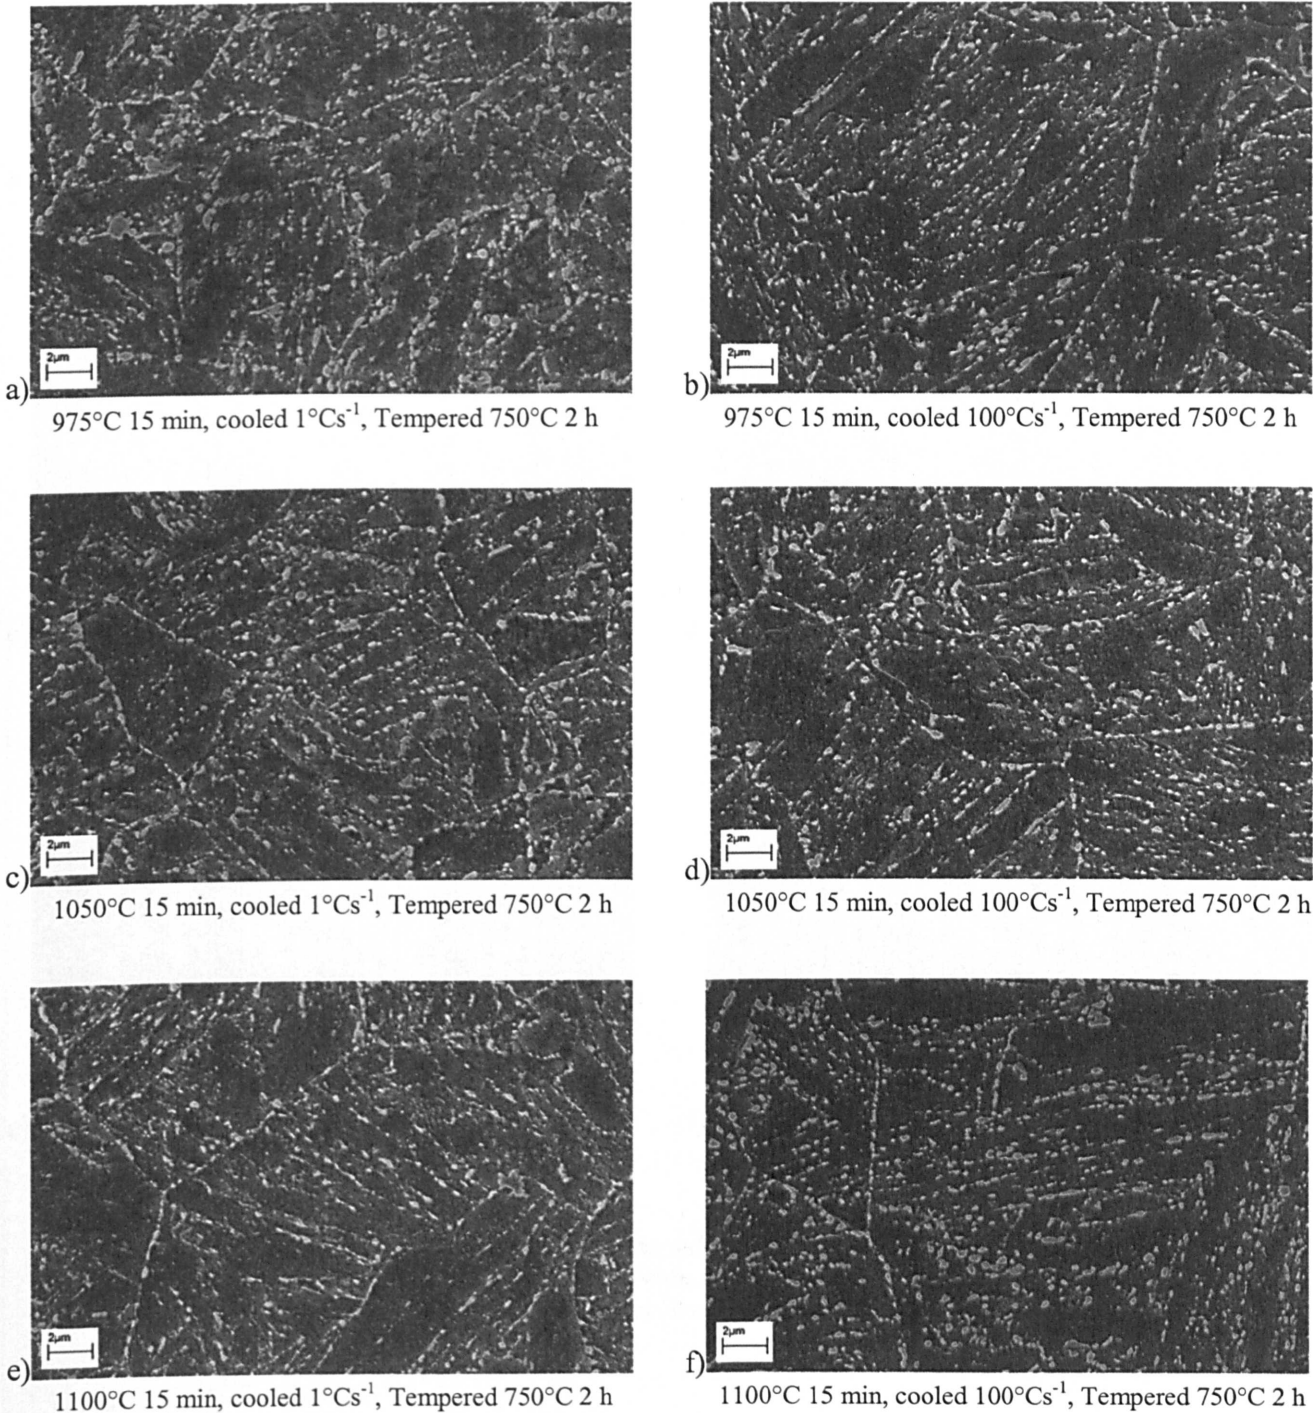 2µm
2µm
a)
b)
975°C 15 min, cooled 1°Cs⁻¹, Tempered 750°C 2 h
975°C 15 min, cooled 100°Cs⁻¹, Tempered 750°C 2 h
2µm
2µm
c)
d)
1050°C 15 min, cooled 1°Cs⁻¹, Tempered 750°C 2 h
1050°C 15 min, cooled 100°Cs⁻¹, Tempered 750°C 2 h
2µm
2µm
e)
f)
1100°C 15 min, cooled 1°Cs⁻¹, Tempered 750°C 2 h
1100°C 15 min, cooled 100°Cs⁻¹, Tempered 750°C 2 h